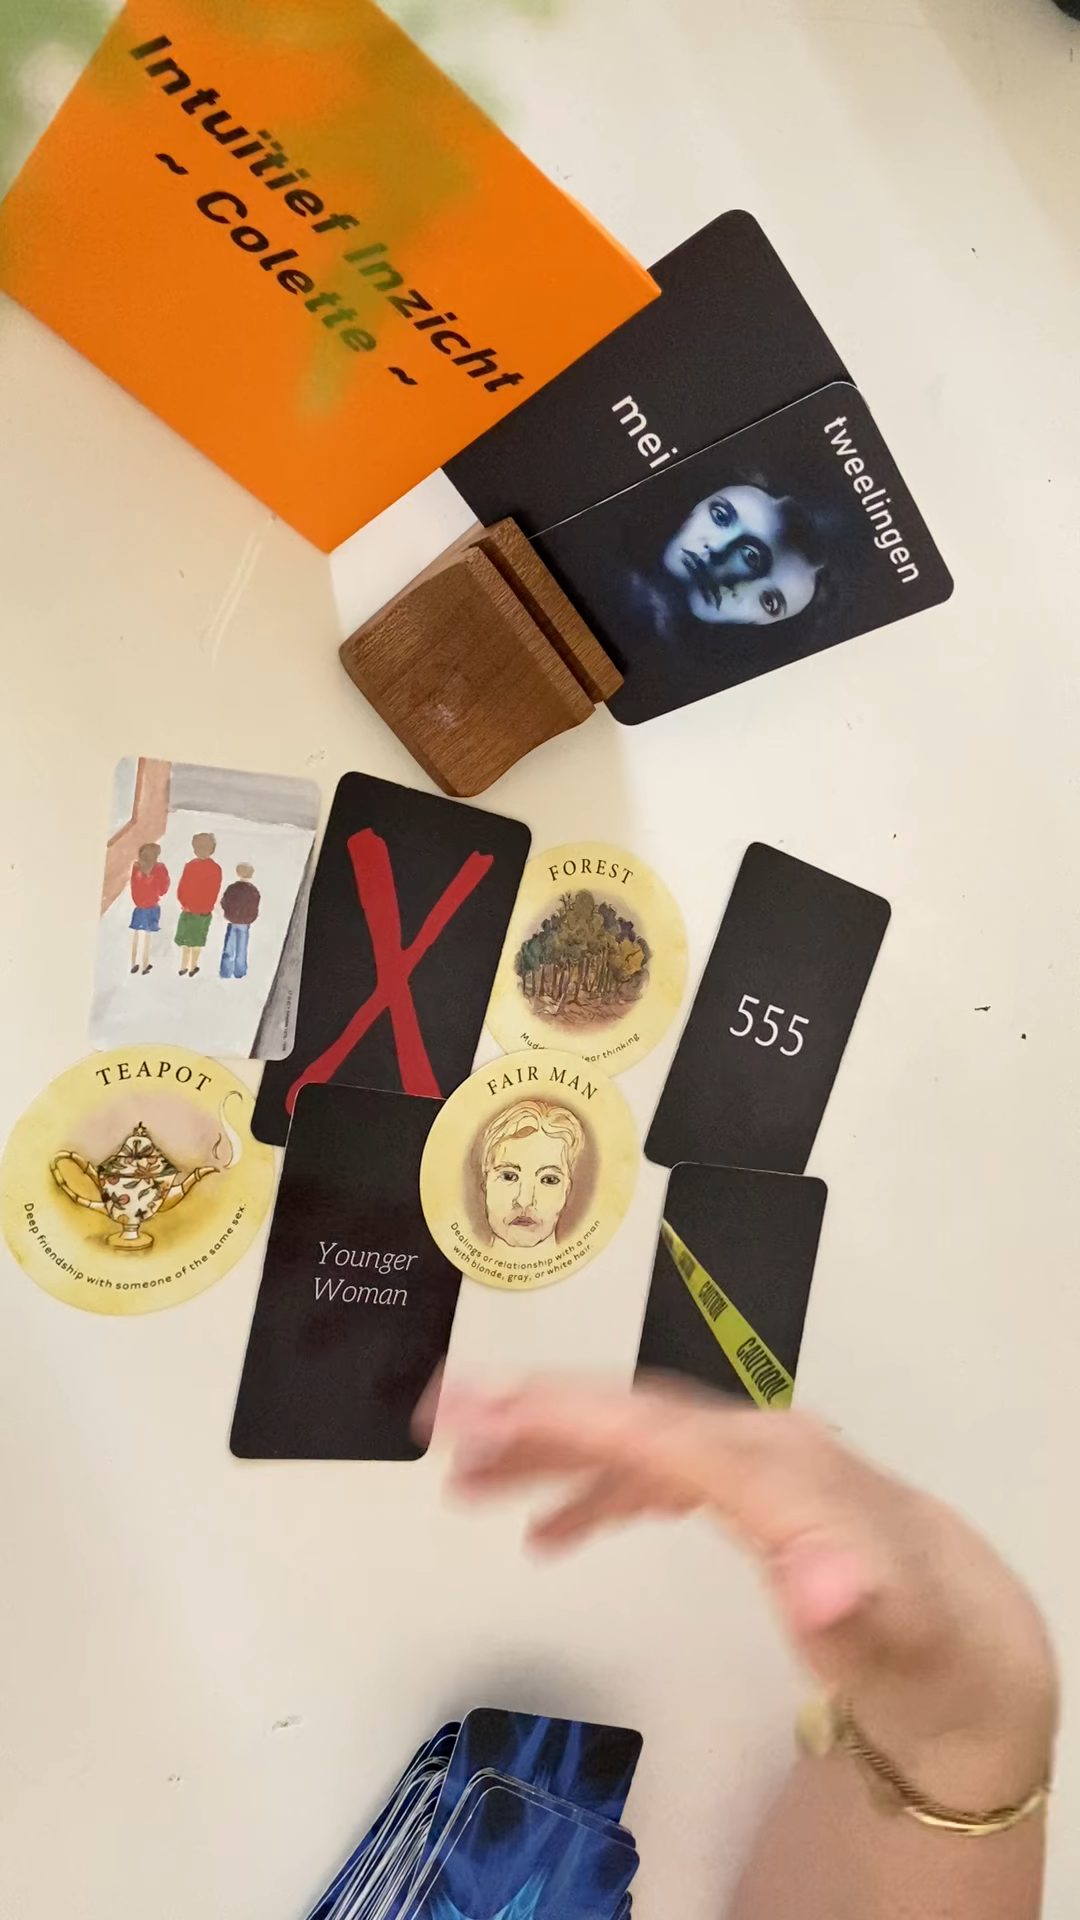 Intuïtief Inzicht
~ Colette ~
mei
tweelingen
X
FOREST
thinking
555
TEAPOT
Deep friendship with someone of the same sex.
FAIR MAN
Dealings or relationship with a man
with blonde, gray, or white hair.
Younger
Woman
CAUTION
CAUTION